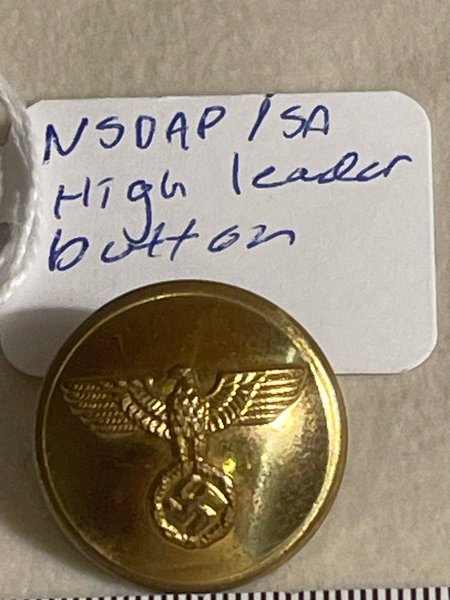 NSDAP / SA
High leader
button